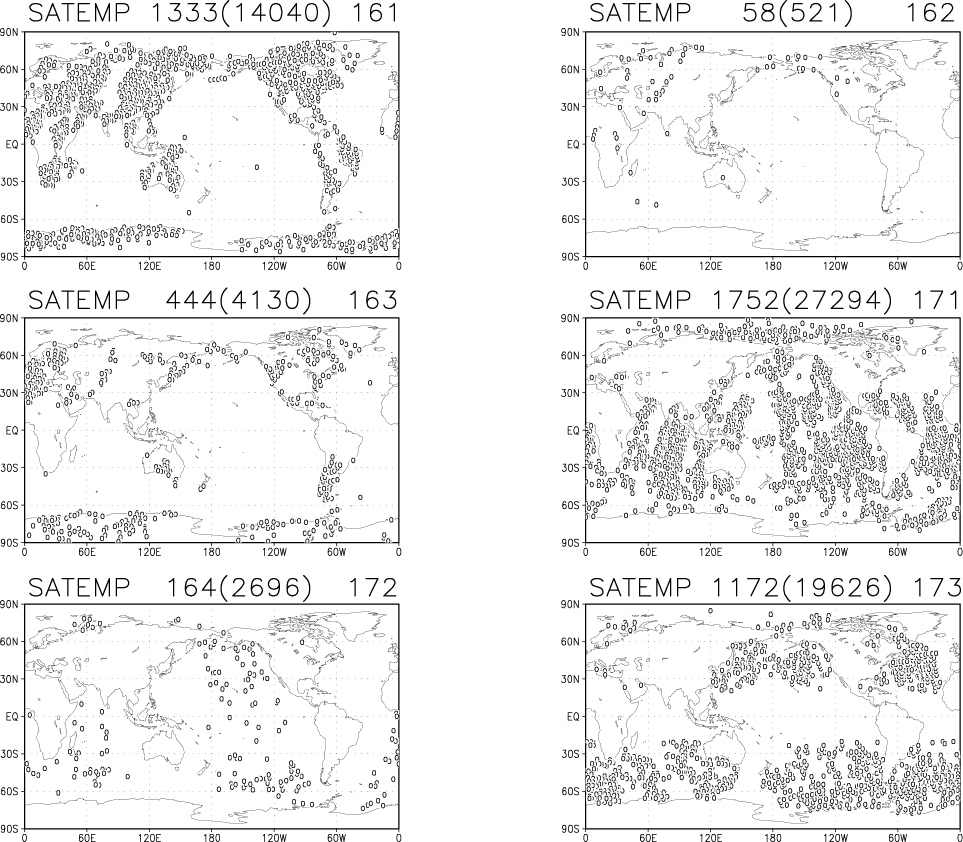 SATEMP 1333(14040) 161
90N
60N
30N
EQ
30S
60S
90S
0 60E 120E 180 120W 60W 0
SATEMP 58(521) 162
90N
60N
30N
EQ
30S
60S
90S
0 60E 120E 180 120W 60W 0
SATEMP 444(4130) 163
90N
60N
30N
EQ
30S
60S
90S
0 60E 120E 180 120W 60W 0
SATEMP 1752(27294) 171
90N
60N
30N
EQ
30S
60S
90S
0 60E 120E 180 120W 60W 0
SATEMP 164(2696) 172
90N
60N
30N
EQ
30S
60S
90S
0 60E 120E 180 120W 60W 0
SATEMP 1172(19626) 173
90N
60N
30N
EQ
30S
60S
90S
0 60E 120E 180 120W 60W 0